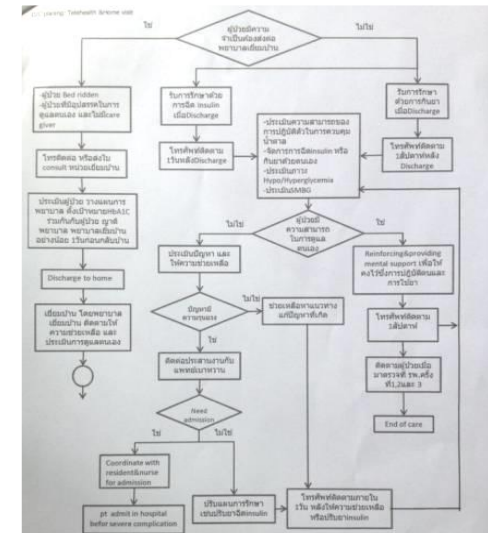 Telehealth &Home visit
ผู้ป่วยมีความ
จำเป็นต้องส่งต่อ
พยาบาลเยี่ยมบ้าน
ใช่
ไม่ใช่
-ผู้ป่วย Bed ridden
-ผู้ป่วยที่มีอุปสรรคในการ
ดูแลตนเอง และไม่มีcare
giver
โทรติดต่อ หรือส่งใบ
consult หน่วยเยี่ยมบ้าน
ประเมินผู้ป่วย วางแผนการ
พยาบาล ตั้งเป้าหมายHbA1C
ร่วมกับกับผู้ป่วย ญาติ
พยาบาล พยาบาลเยี่ยมบ้าน
อย่างน้อย 1วันก่อนกลับบ้าน
Discharge to home
เยี่ยมบ้าน โดยพยาบาล
เยี่ยมบ้าน ติดตามให้
ความช่วยเหลือ และ
ประเมินการดูแลตนเอง
รับการรักษาด้วย
การฉีด insulin
เมื่อDischarge
โทรศัพท์ติดตาม
1วันหลังDischarge
รับการรักษา
ด้วยการกินยา
เมื่อDischarge
โทรศัพท์ติดตาม
1สัปดาห์หลัง
Discharge
-ประเมินความสามารถของ
การปฏิบัติตัวในการควบคุม
น้ำตาล
-จัดการการฉีดinsulin หรือ
กินยาด้วยตนเอง
-ประเมินภาวะ
Hypo/Hyperglycemia
-ประเมินSMBG
ผู้ป่วยมี
ความสามารถ
ในการดูแล
ตนเอง
ไม่ใช่
ใช่
ประเมินปัญหา และ
ให้ความช่วยเหลือ
ปัญหามี
ความรุนแรง
ไม่ใช่
ช่วยเหลือหาแนวทาง
แก้ปัญหาที่เกิด
ใช่
ติดต่อประสานงานกับ
แพทย์เบาหวาน
Need
admission
ใช่
ไม่ใช่
Coordinate with
resident&nurse
for admission
pt admit in hospital
befor severe complication
ปรับแผนการรักษา
เช่นปรับยาฉีดinsulin
โทรศัพท์ติดตามภายใน
1วัน หลังให้ความช่วยเหลือ
หรือปรับยาinsulin
Reinforcing&providing
mental support เพื่อให้
คงไว้ซึ่งการปฏิบัติตนและ
การใช้ยา
โทรศัพท์ติดตาม
1สัปดาห์
ติดตามผู้ป่วยเมื่อ
มาตรวจที่ รพ.ครั้ง
ที่1,2และ 3
End of care